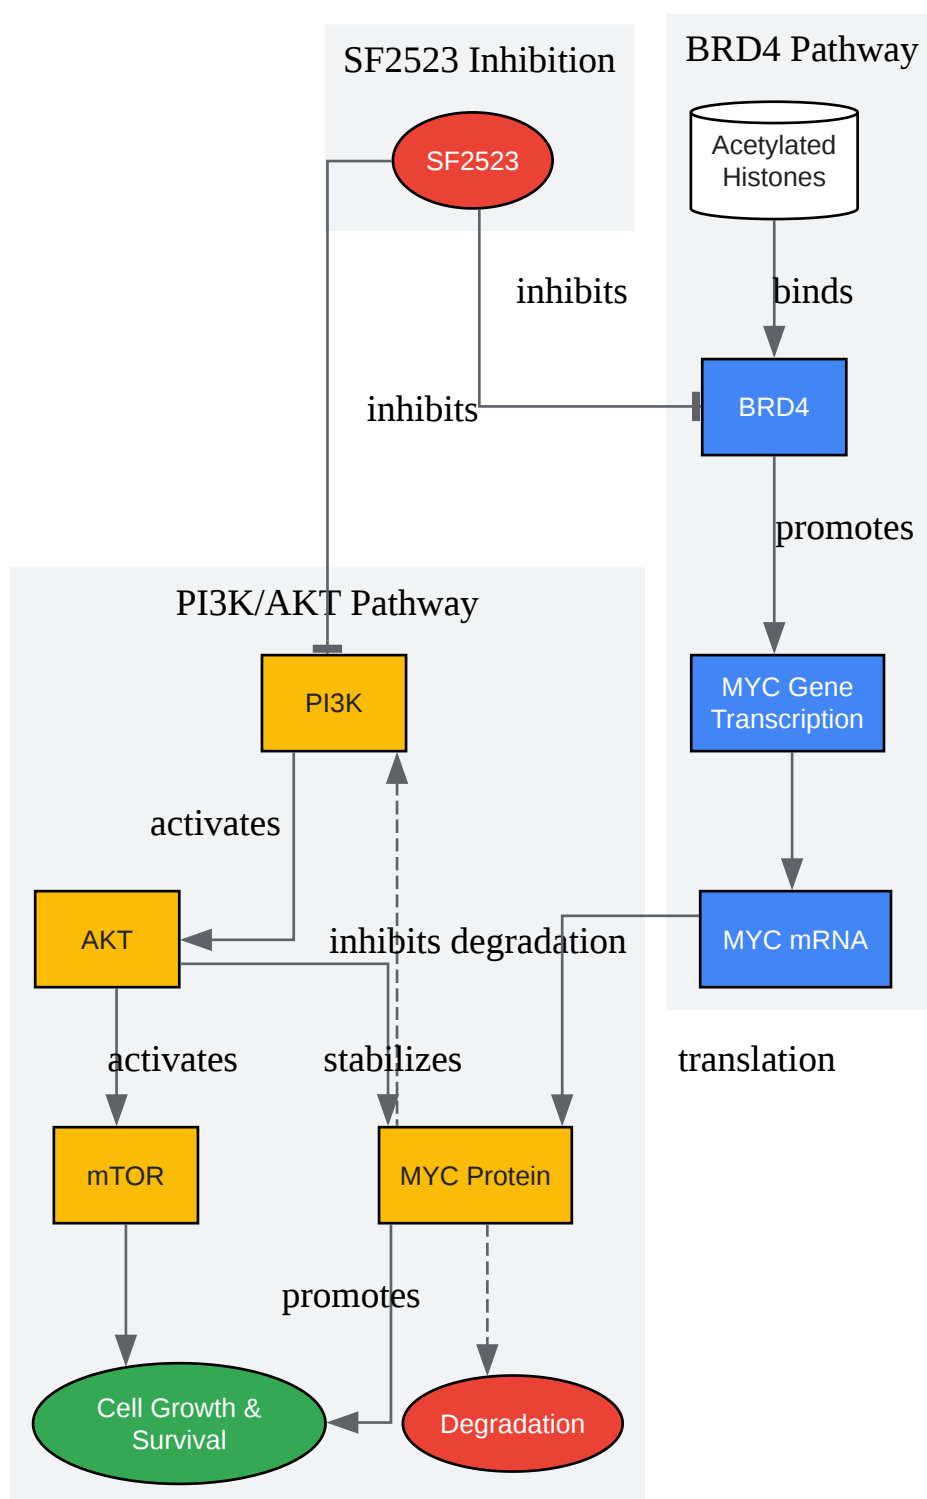 SF2523 Inhibition
BRD4 Pathway
SF2523
Acetylated
Histones
inhibits
binds
inhibits
BRD4
promotes
PI3K/AKT Pathway
PI3K
MYC Gene
Transcription
activates
AKT
inhibits degradation
MYC mRNA
activates
stabilizes
translation
mTOR
MYC Protein
promotes
Cell Growth &
Survival
Degradation